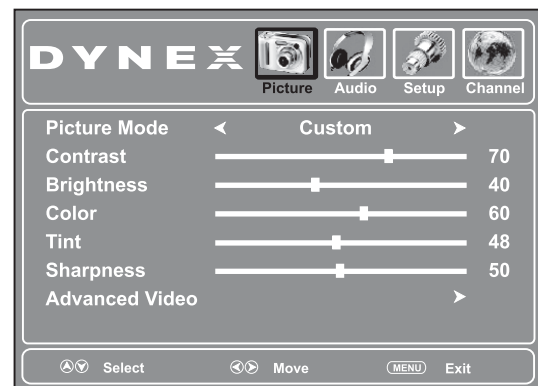 DYNEX
Picture Audio Setup Channel
Picture Mode Custom
Contrast 70
Brightness 40
Color 60
Tint 48
Sharpness 50
Advanced Video
Select Move MENU Exit